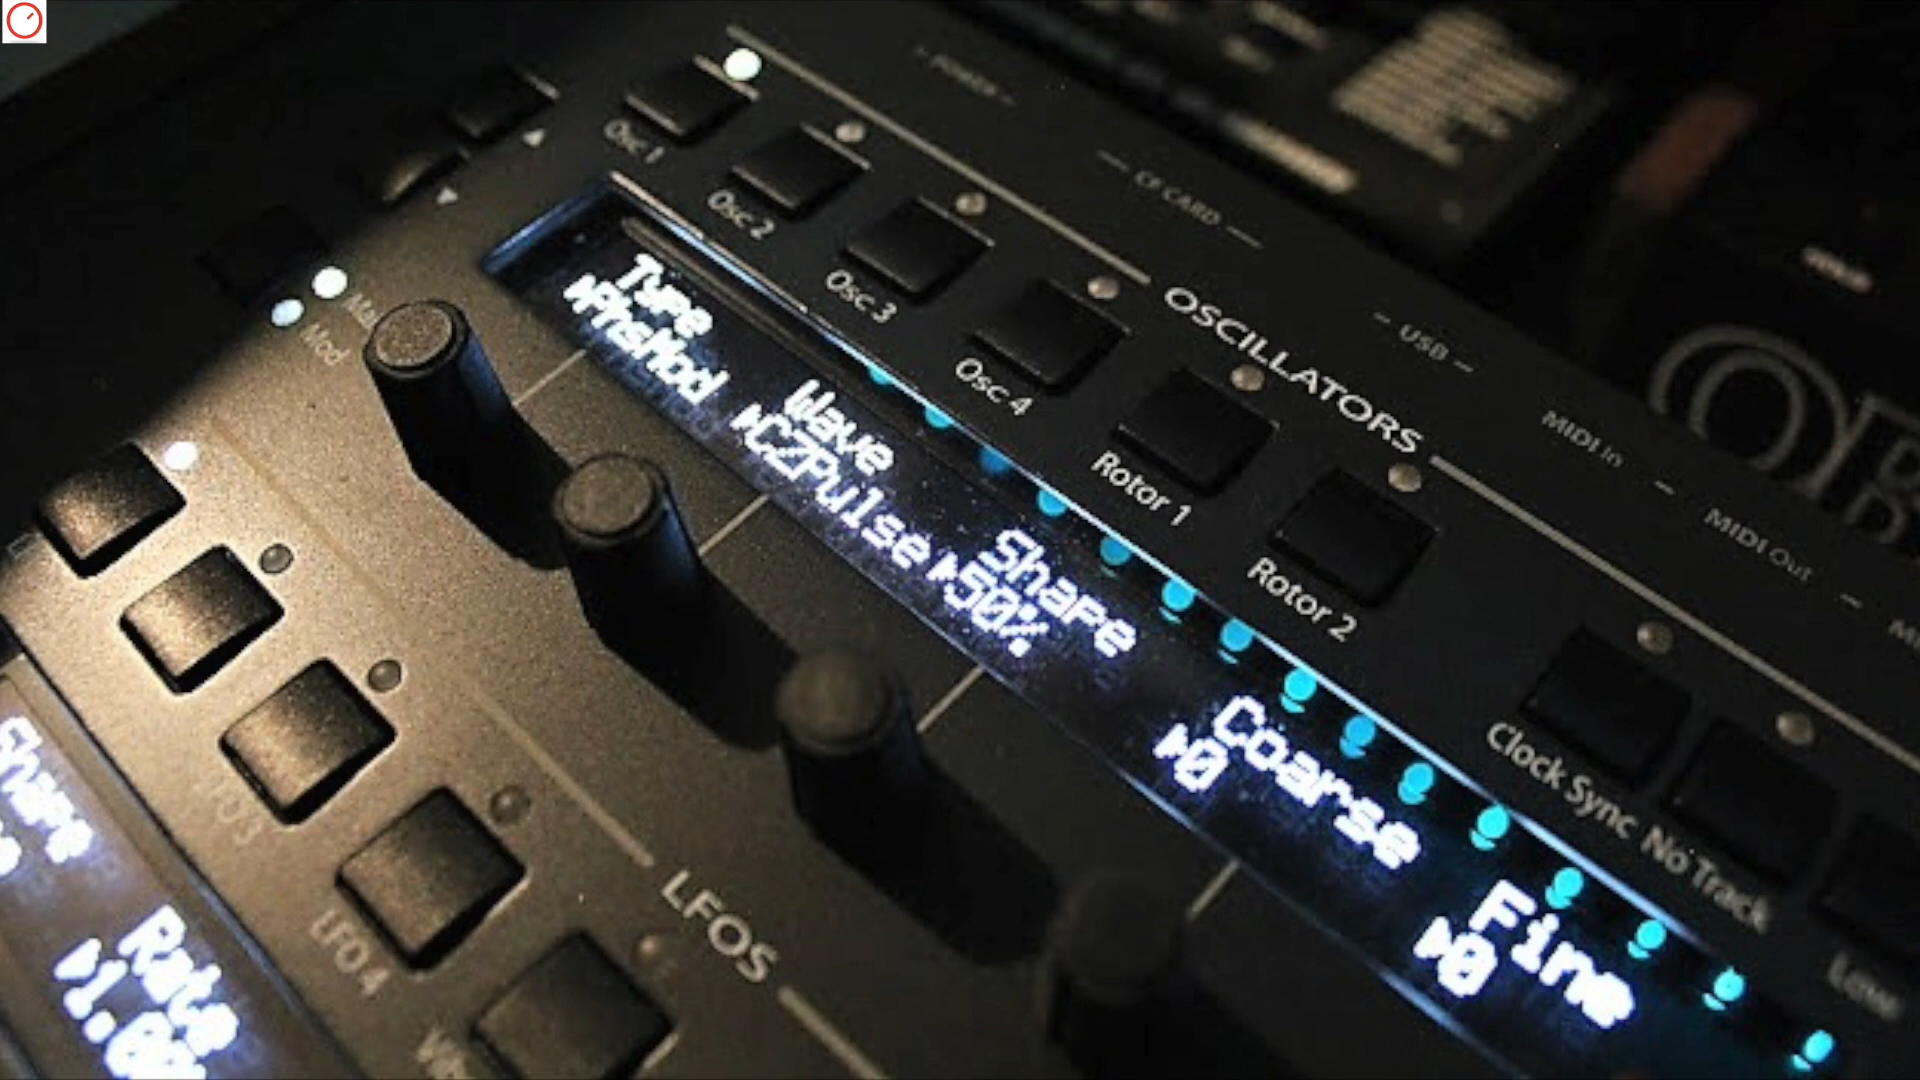 POWER
CF CARD
USB
MIDI In
MIDI Out
Osc 1
Osc 2
Osc 3
Osc 4
OSCILLATORS
Rotor 1
Rotor 2
Clock Sync
No Track
Low
Mod
Type
PhsMod
Wave
CZPulse
Shape
50%
Coarse
0
Fine
0
LFO 3
LFO 4
LFOS
Shape
Rate